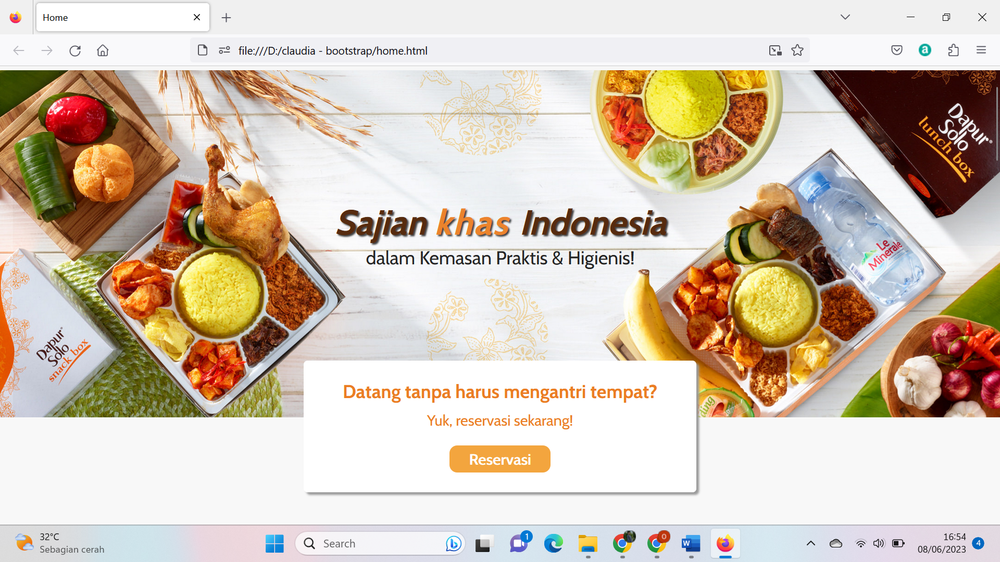 Home
file:///D:/claudia - bootstrap/home.html
Dapur
Solo
lunch box
Sajian khas Indonesia
dalam Kemasan Praktis & Higienis!
Le
Minerale
Dapur
Solo
snack box
Datang tanpa harus mengantri tempat?
Yuk, reservasi sekarang!
Reservasi
32°C
Sebagian cerah
Search
1
0
16:54
08/06/2023
4